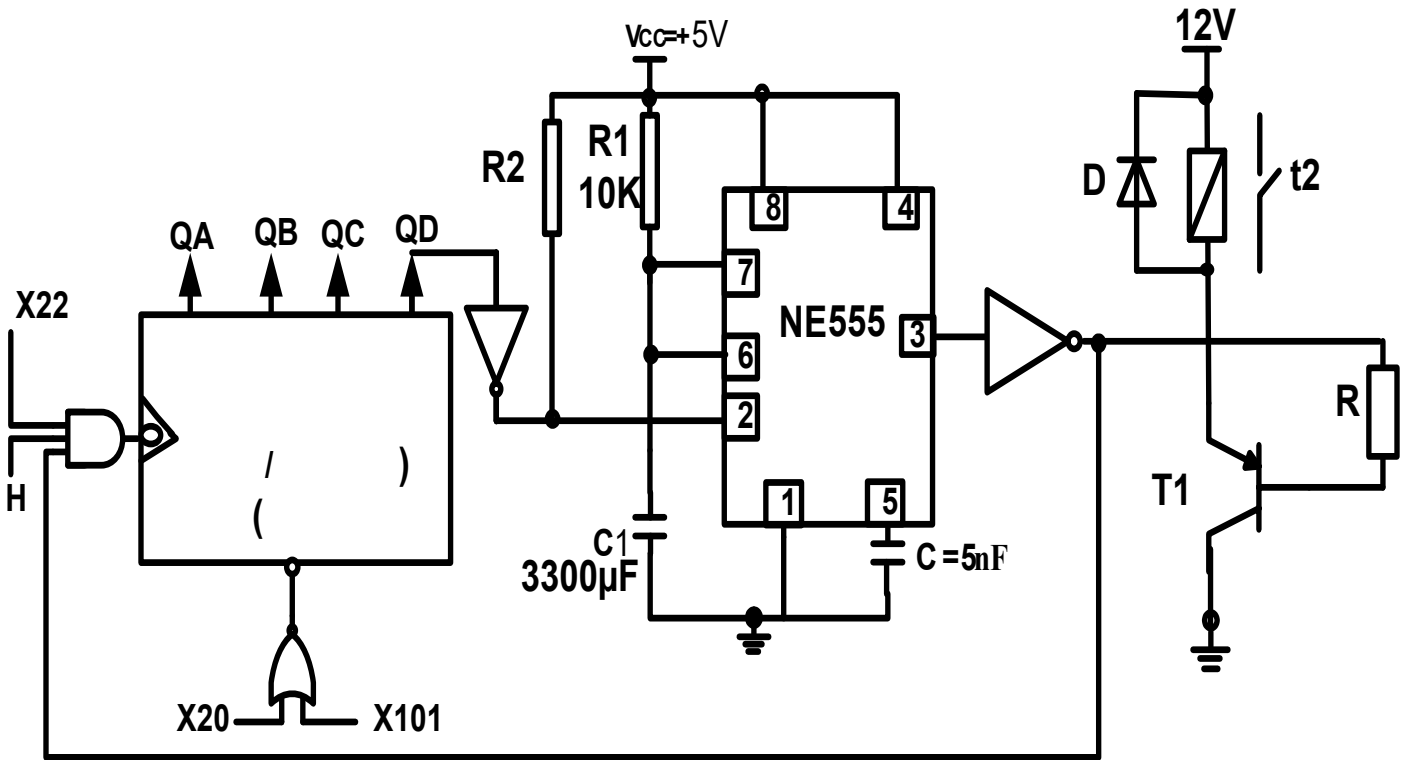 12V
Vcc=+5V
R2
R1
10K
8
4
D
t2
QA
QB
QC
QD
7
X22
NE555
3
6
R
2
/ )
H
(
T1
1
5
C1
C =5nF
3300µF
X20
X101